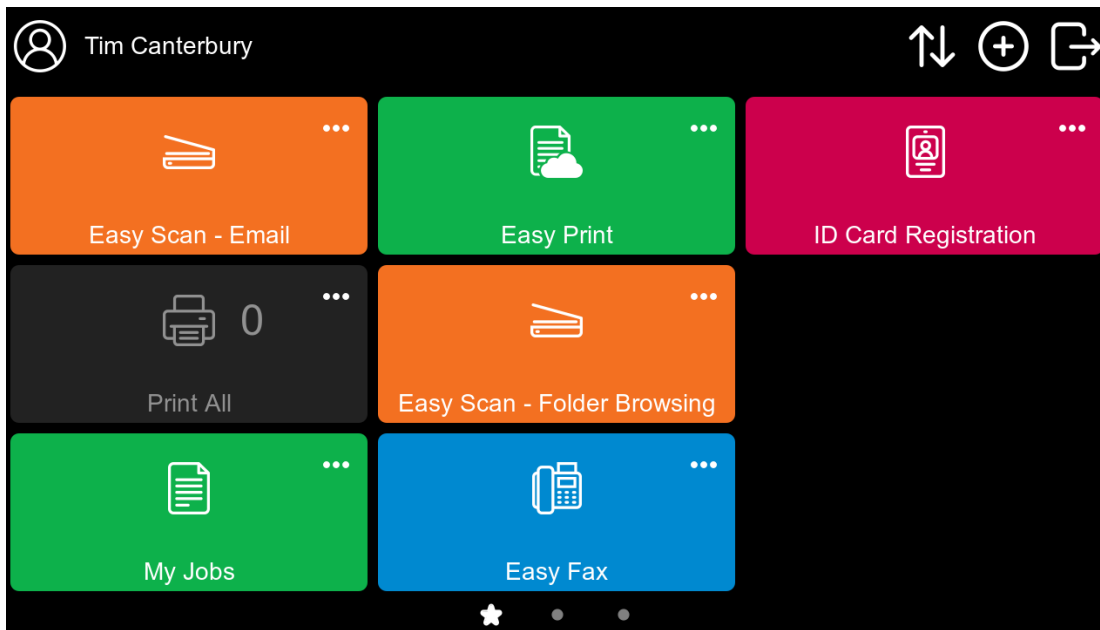 Tim Canterbury
Easy Scan - Email
Easy Print
ID Card Registration
0
Print All
Easy Scan - Folder Browsing
My Jobs
Easy Fax